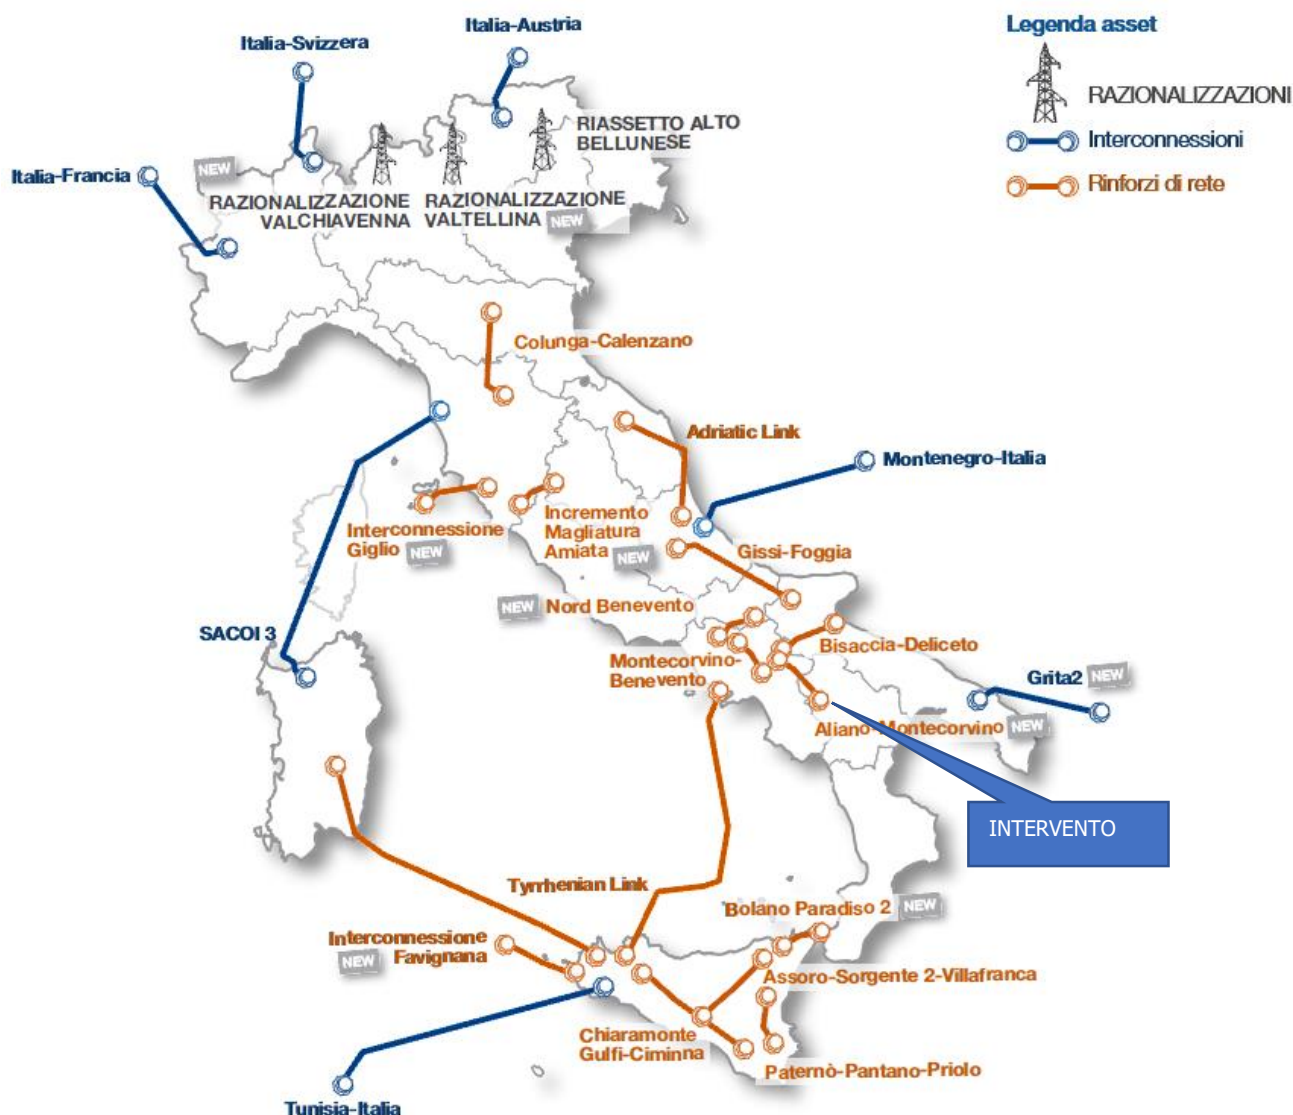 Italia-Austria
Legenda asset
Italia-Svizzera
RAZIONALIZZAZIONI
RIASSETTO ALTO
BELLUNESE
Interconnessioni
NEW
Italia-Francia
Rinforzi di rete
RAZIONALIZZAZIONE
VALCHIAVENNA
RAZIONALIZZAZIONE
VALTELLINA NEW
Colunga-Calenzano
Adriatic Link
Montenegro-Italia
Interconnessione
Giglio NEW
Incremento
Magliatura
Amiata NEW
Gissi-Foggia
NEW Nord Benevento
SACOI 3
Bisaccia-Deliceto
Montecorvino-
Benevento
Grita2 NEW
Aliano-Montecorvino NEW
INTERVENTO
Tyrrhenian Link
Bolano Paradiso 2 NEW
Interconnessione
NEW Favignana
Assoro-Sorgente 2-Villafranca
Chiaramonte
Gulfi-Ciminna
Paternò-Pantano-Priolo
Tunisia-Italia